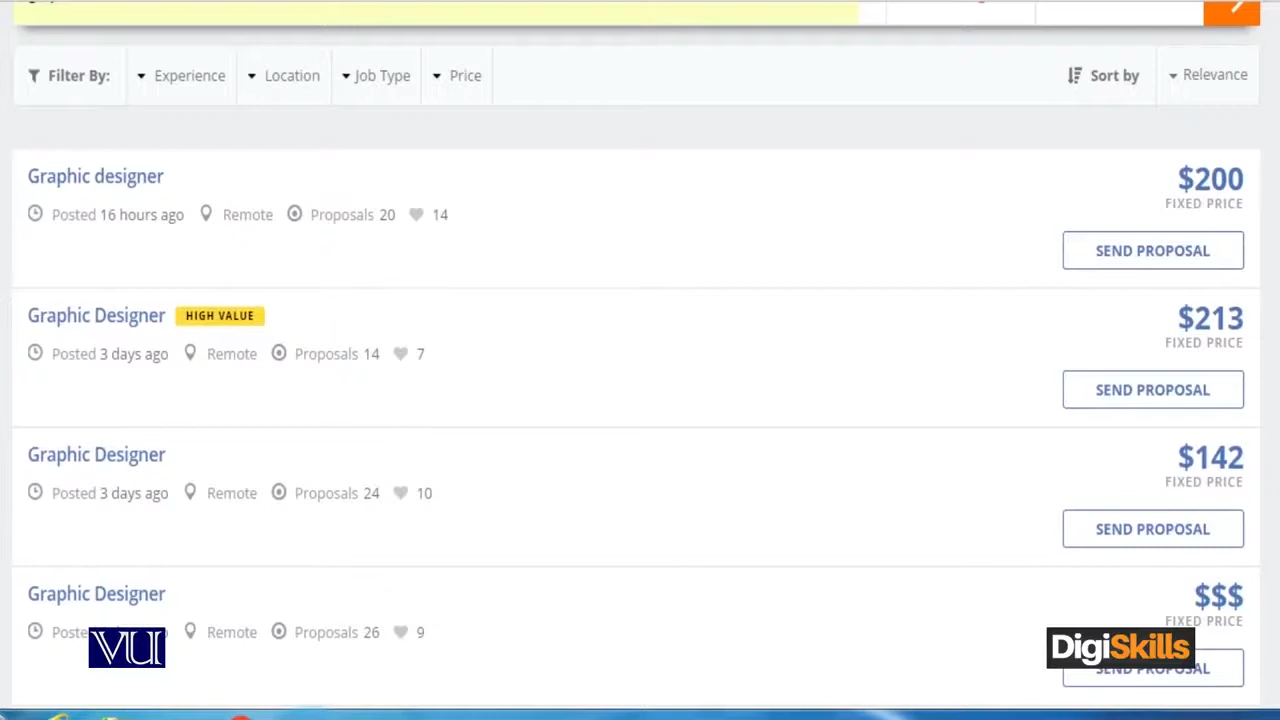 Filter By: Experience Location Job Type Price Sort by Relevance
Graphic designer
$200
FIXED PRICE
Posted 16 hours ago Remote Proposals 20 14
SEND PROPOSAL
Graphic Designer HIGH VALUE
$213
FIXED PRICE
Posted 3 days ago Remote Proposals 14 7
SEND PROPOSAL
Graphic Designer
$142
FIXED PRICE
Posted 3 days ago Remote Proposals 24 10
SEND PROPOSAL
Graphic Designer
$$$
FIXED PRICE
Remote Proposals 26 9
VU
DigiSkills
SEND PROPOSAL